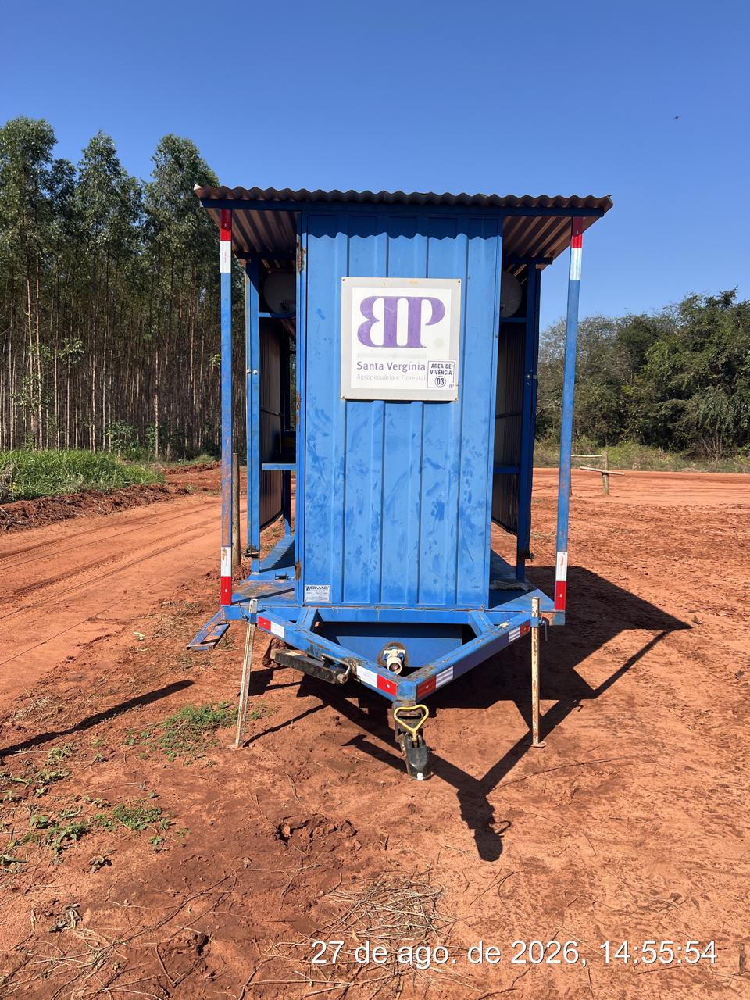 BP
Santa Vergínia
Agropecuária e Florestal
ÁREA DE
VIVÊNCIA
03
27 de ago. de 2026, 14:55:54